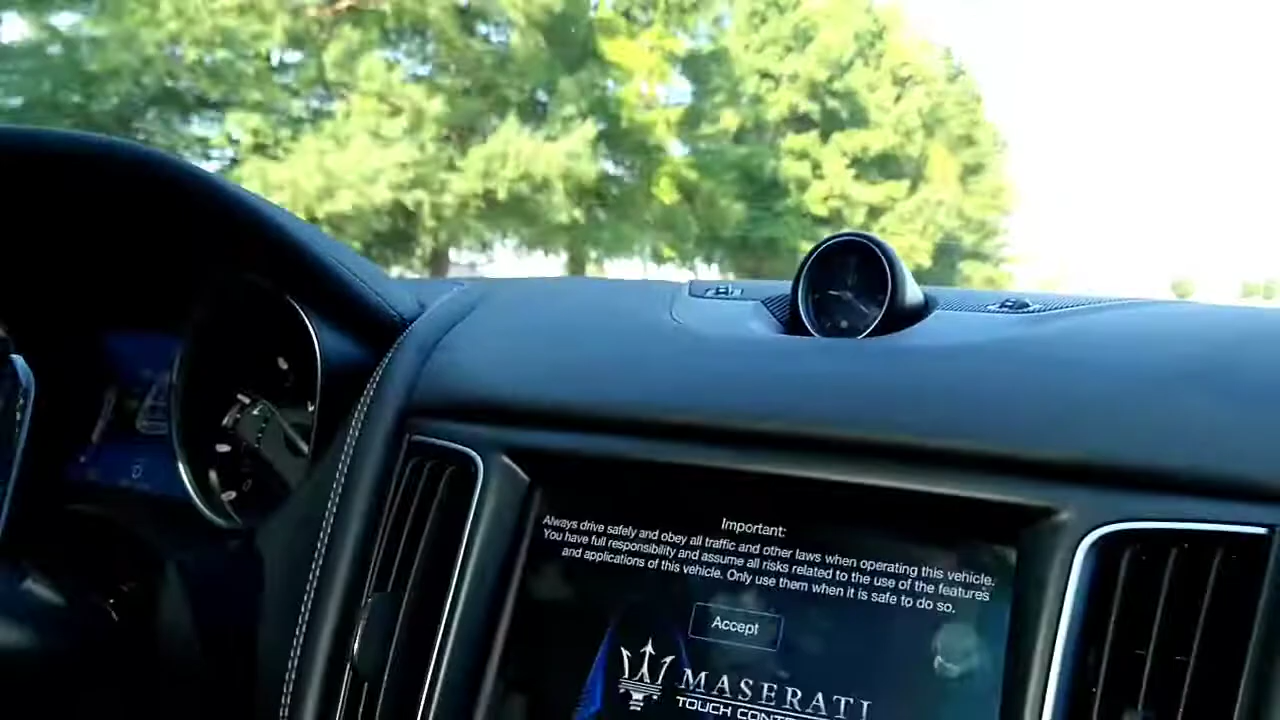 Important:
Always drive safely and obey all traffic and other laws when operating this vehicle.
You have full responsibility and assume all risks related to the use of the features
and applications of this vehicle. Only use them when it is safe to do so.
Accept
MASERATI
TOUCH